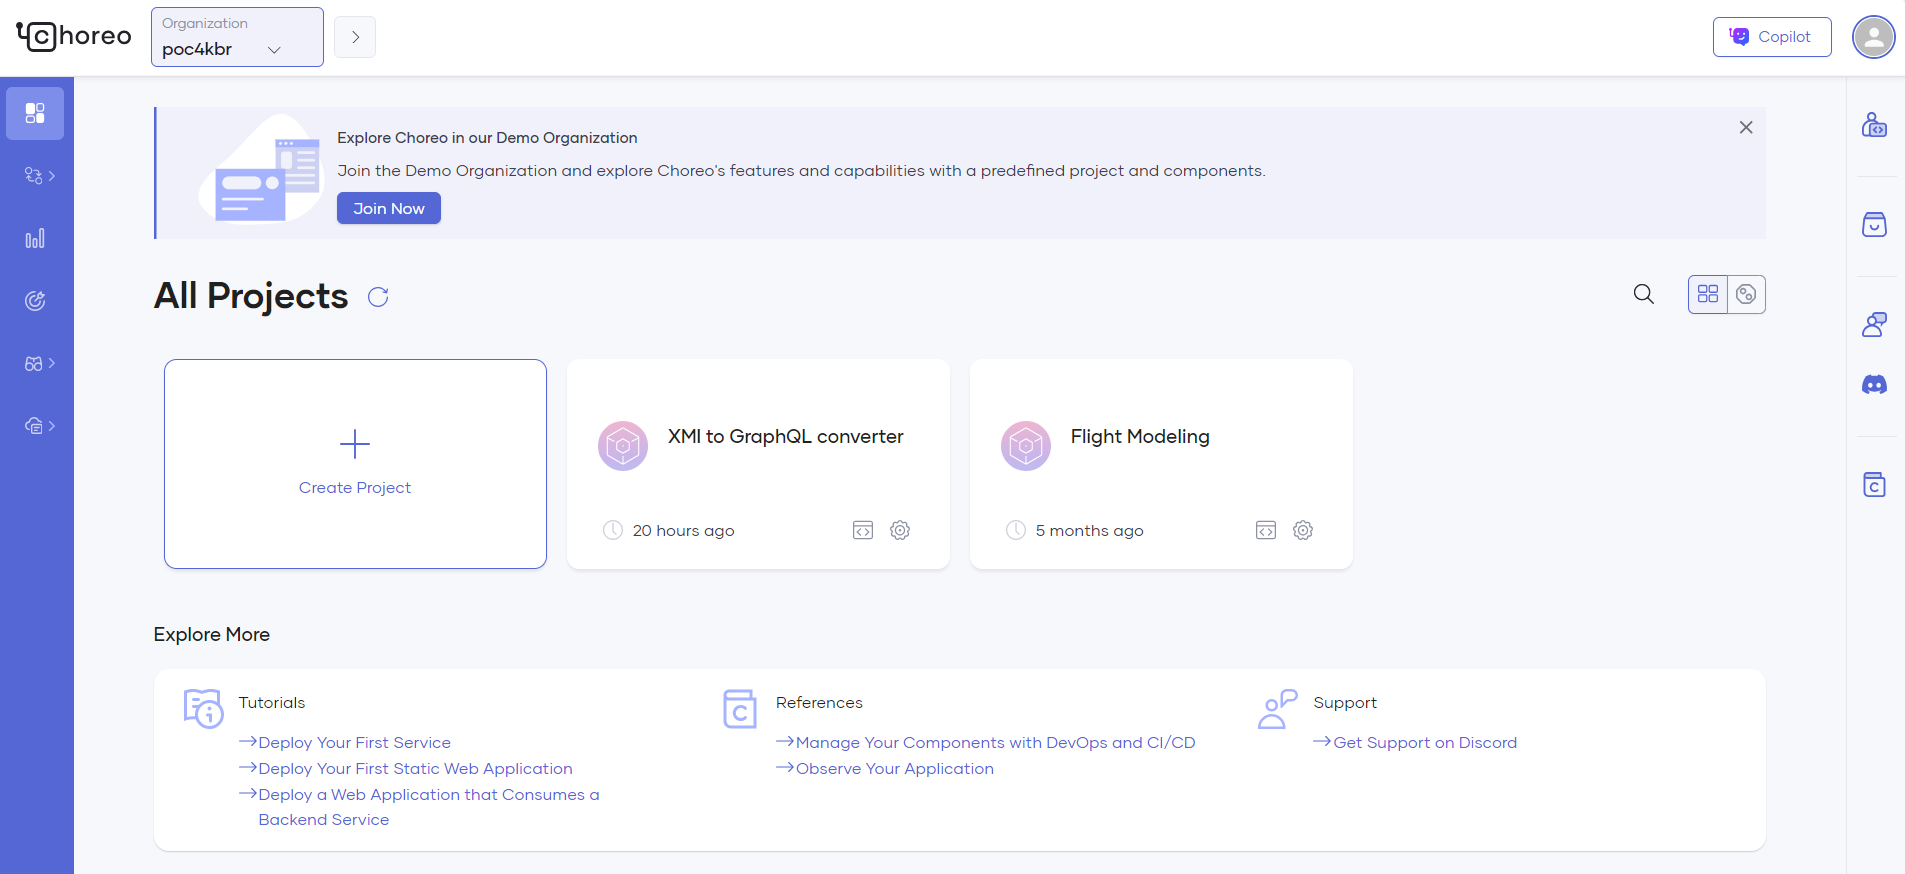 Choreo
Organization
poc4kbr
Copilot
Explore Choreo in our Demo Organization
Join the Demo Organization and explore Choreo's features and capabilities with a predefined project and components.
Join Now
All Projects
Create Project
XMI to GraphQL converter
20 hours ago
Flight Modeling
5 months ago
Explore More
Tutorials
Deploy Your First Service
Deploy Your First Static Web Application
Deploy a Web Application that Consumes a
Backend Service
References
Manage Your Components with DevOps and CI/CD
Observe Your Application
Support
Get Support on Discord